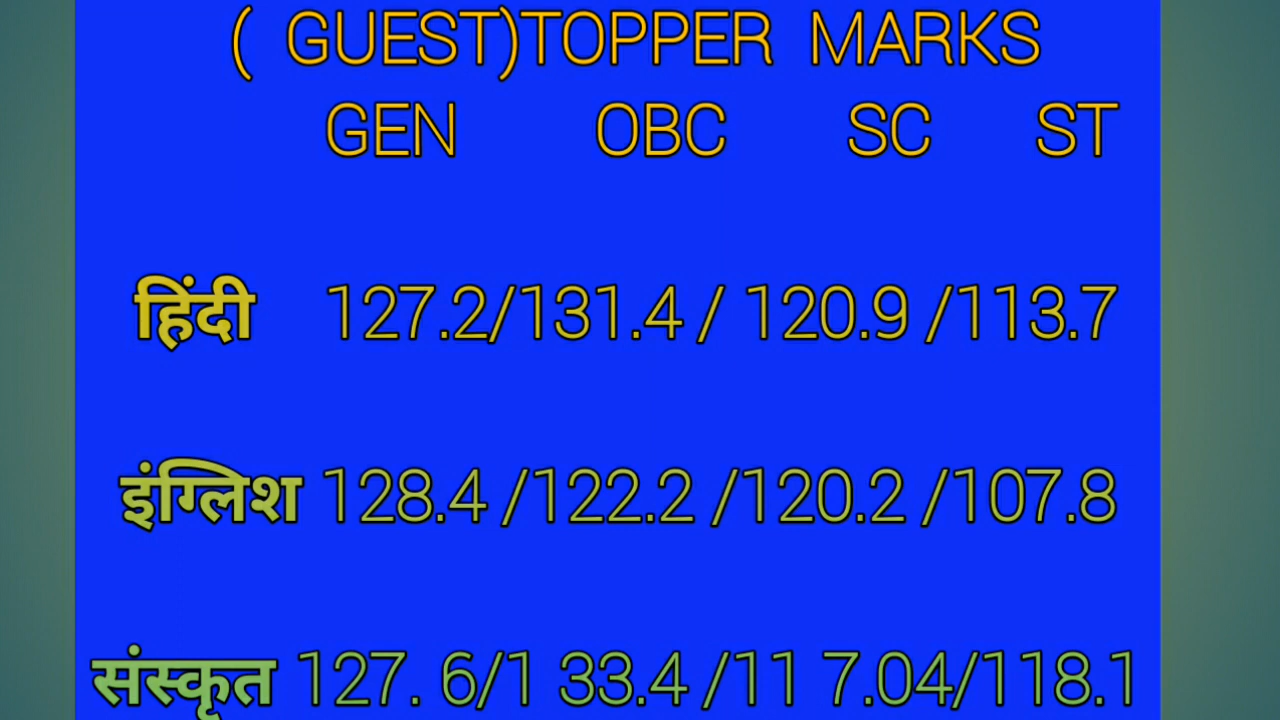 ( GUEST)TOPPER MARKS
GEN OBC SC ST
हिंदी 127.2/131.4 / 120.9 /113.7
इंग्लिश 128.4 /122.2 /120.2 /107.8
संस्कृत 127. 6/1 33.4 /11 7.04/118.1